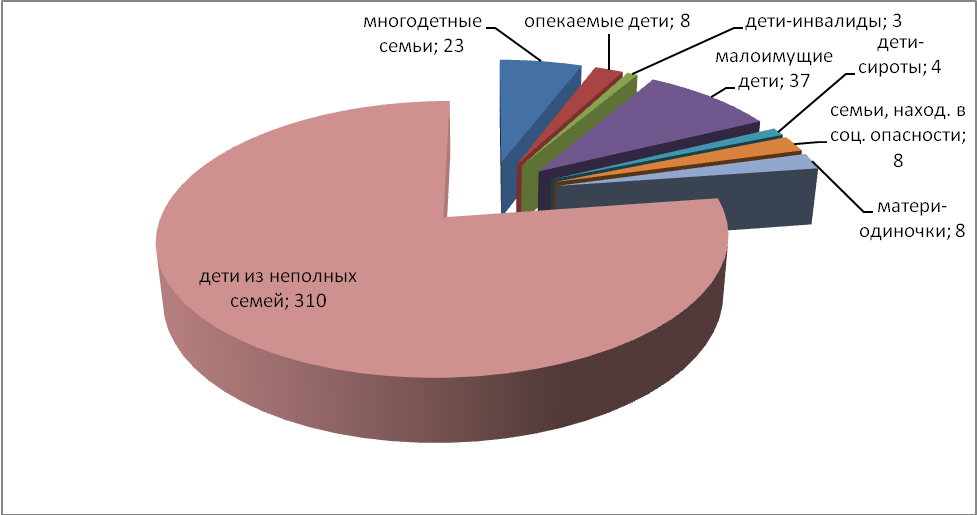 многодетные
семьи; 23
опекаемые дети; 8
дети-инвалиды; 3
малоимущие
дети; 37
дети-
сироты; 4
семьи, наход. в
соц. опасности;
8
матери-
одиночки; 8
дети из неполных
семей; 310